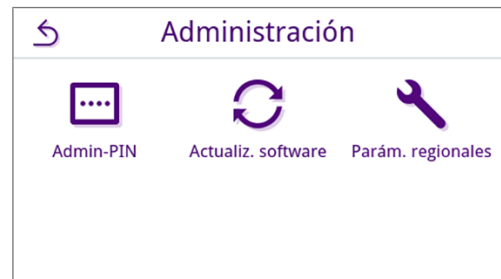 Administración
Admin-PIN
Actualiz. software
Parám. regionales